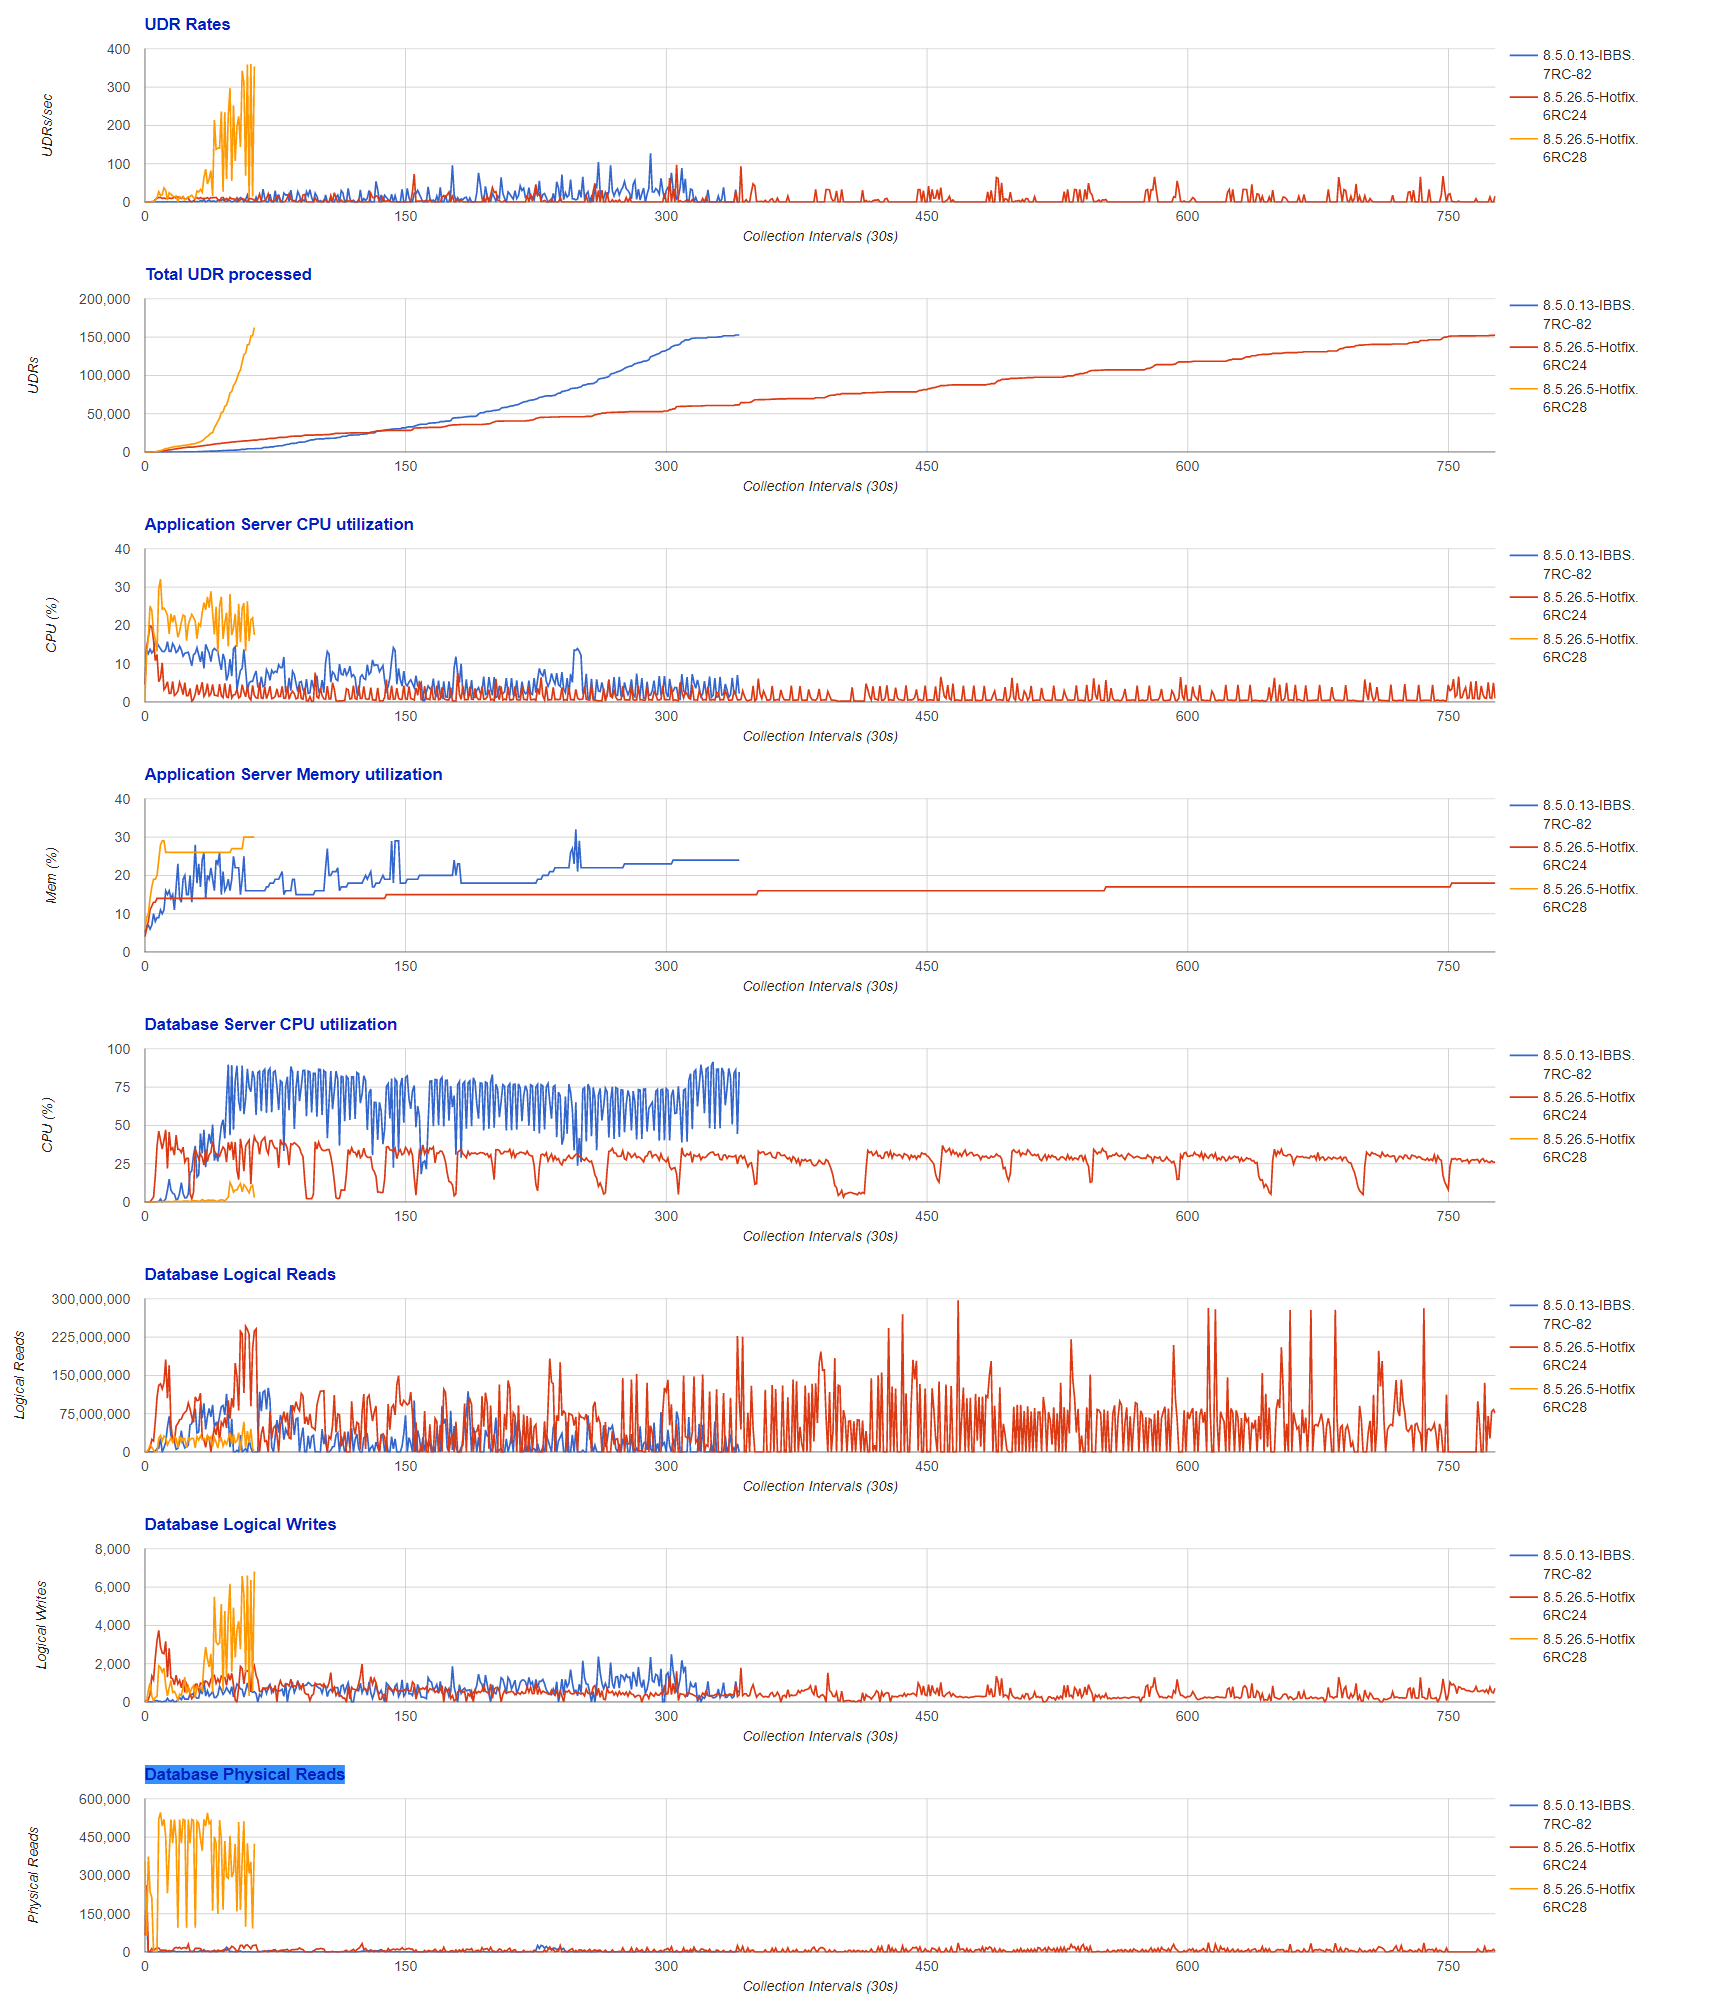 UDR Rates
400
300
200
100
0
UDRs/sec
0 150 300 450 600 750
Collection Intervals (30s)
8.5.0.13-IBBS.
7RC-82
8.5.26.5-Hotfix.
6RC24
8.5.26.5-Hotfix.
6RC28
Total UDR processed
200,000
150,000
100,000
50,000
0
UDRs
0 150 300 450 600 750
Collection Intervals (30s)
8.5.0.13-IBBS.
7RC-82
8.5.26.5-Hotfix.
6RC24
8.5.26.5-Hotfix.
6RC28
Application Server CPU utilization
40
30
20
10
0
CPU (%)
0 150 300 450 600 750
Collection Intervals (30s)
8.5.0.13-IBBS.
7RC-82
8.5.26.5-Hotfix.
6RC24
8.5.26.5-Hotfix.
6RC28
Application Server Memory utilization
40
30
20
10
0
Mem (%)
0 150 300 450 600 750
Collection Intervals (30s)
8.5.0.13-IBBS.
7RC-82
8.5.26.5-Hotfix.
6RC24
8.5.26.5-Hotfix.
6RC28
Database Server CPU utilization
100
75
50
25
0
CPU (%)
0 150 300 450 600 750
Collection Intervals (30s)
8.5.0.13-IBBS.
7RC-82
8.5.26.5-Hotfix
6RC24
8.5.26.5-Hotfix
6RC28
Database Logical Reads
300,000,000
225,000,000
150,000,000
75,000,000
0
Logical Reads
0 150 300 450 600 750
Collection Intervals (30s)
8.5.0.13-IBBS.
7RC-82
8.5.26.5-Hotfix
6RC24
8.5.26.5-Hotfix
6RC28
Database Logical Writes
8,000
6,000
4,000
2,000
0
Logical Writes
0 150 300 450 600 750
Collection Intervals (30s)
8.5.0.13-IBBS.
7RC-82
8.5.26.5-Hotfix
6RC24
8.5.26.5-Hotfix
6RC28
Database Physical Reads
600,000
450,000
300,000
150,000
0
Physical Reads
0 150 300 450 600 750
Collection Intervals (30s)
8.5.0.13-IBBS.
7RC-82
8.5.26.5-Hotfix
6RC24
8.5.26.5-Hotfix
6RC28